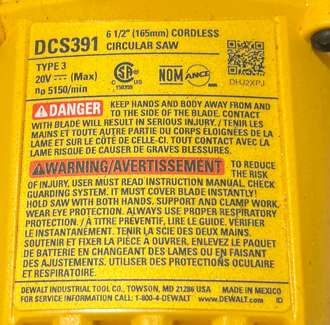 DCS391 6 1/2" (165mm) CORDLESS
CIRCULAR SAW
TYPE 3
20V ⎓ (Max)
n₀ 5150/min
CSA
NOM ANCE
DHJ2XPJ
DANGER KEEP HANDS AND BODY AWAY FROM AND
TO THE SIDE OF THE BLADE. CONTACT
WITH BLADE WILL RESULT IN SERIOUS INJURY. / TENIR LES
MAINS ET TOUTE AUTRE PARTIE DU CORPS ÉLOIGNÉES DE LA
LAME ET SUR LE CÔTÉ DE CELLE-CI. TOUT CONTACT AVEC LA
LAME RISQUE DE CAUSER DE GRAVES BLESSURES.
WARNING/AVERTISSEMENT TO REDUCE
THE RISK
OF INJURY, USER MUST READ INSTRUCTION MANUAL. CHECK
GUARDING SYSTEM. IT MUST COVER BLADE INSTANTLY!
HOLD SAW WITH BOTH HANDS. SUPPORT AND CLAMP WORK.
WEAR EYE PROTECTION. ALWAYS USE PROPER RESPIRATORY
PROTECTION. / À TITRE PRÉVENTIF, LIRE LE GUIDE. VÉRIFIER
LE INSTANTANÉMENT. TENIR LA SCIE DES DEUX MAINS.
SOUTENIR ET FIXER LA PIÈCE À OUVRER. ENLEVER LE PAQUET
DE BATTERIE EN CHANGEANT DES LAMES OU EN FAISANT
DES AJUSTEMENTS. UTILISER DES PROTECTIONS OCULAIRE
ET RESPIRATORIE.
DEWALT INDUSTRIAL TOOL CO., TOWSON, MD 21286 USA MADE IN MEXICO
FOR SERVICE INFORMATION CALL: 1-800-4-DEWALT www.DEWALT.com